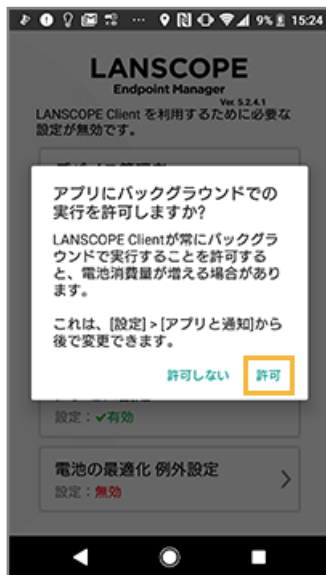 9% 15:24
LANSCOPE
Endpoint Manager
Ver. 5.2.4.1
LANSCOPE Client を利用するために必要な
設定が無効です。
アプリにバックグラウンドでの
実行を許可しますか?
LANSCOPE Clientが常にバックグラ
ウンドで実行することを許可する
と、電池消費量が増える場合があり
ます。
これは、[設定] > [アプリと通知]から
後で変更できます。
許可しない 許可
設定：✓有効
電池の最適化 例外設定
設定：無効